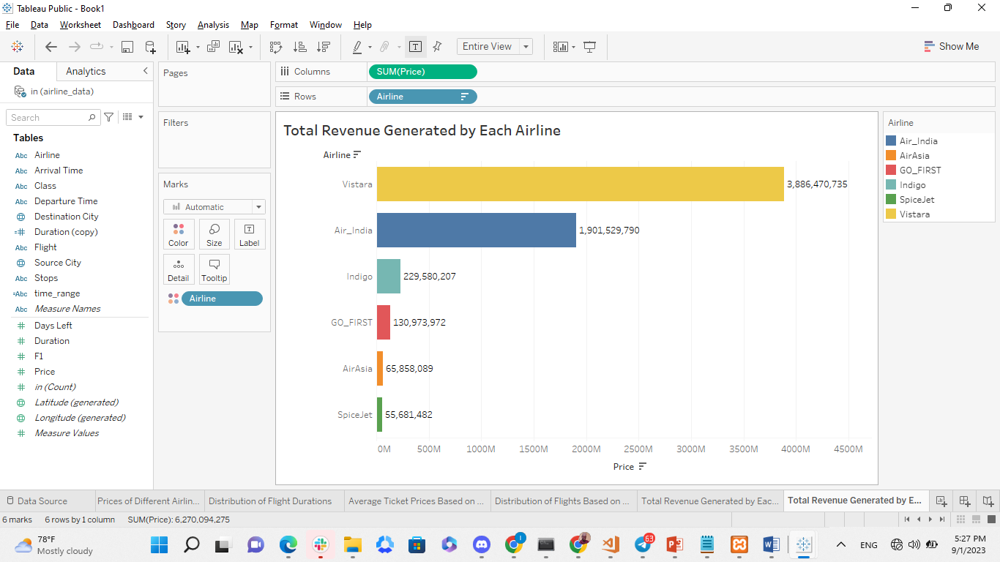 Tableau Public - Book1
File Data Worksheet Dashboard Story Analysis Map Format Window Help
Entire View
Show Me
Data Analytics
in (airline_data)
Search
Tables
Abc Airline
Abc Arrival Time
Abc Class
Abc Departure Time
Destination City
=# Duration (copy)
Abc Flight
Source City
Abc Stops
=Abc time_range
Abc Measure Names
# Days Left
# Duration
# F1
# Price
# in (Count)
Latitude (generated)
Longitude (generated)
# Measure Values
Pages
Filters
Marks
Automatic
Color Size Label
Detail Tooltip
Airline
Columns SUM(Price)
Rows Airline
Total Revenue Generated by Each Airline
Airline
Vistara 3,886,470,735
Air_India 1,901,529,790
Indigo 229,580,207
GO_FIRST 130,973,972
AirAsia 65,858,089
SpiceJet 55,681,482
0M 500M 1000M 1500M 2000M 2500M 3000M 3500M 4000M 4500M
Price
Airline
Air_India
AirAsia
GO_FIRST
Indigo
SpiceJet
Vistara
Data Source Prices of Different Airlin... Distribution of Flight Durations Average Ticket Prices Based on ... Distribution of Flights Based on ... Total Revenue Generated by Eac... Total Revenue Generated by E...
6 marks 6 rows by 1 column SUM(Price): 6,270,094,275
78°F
Mostly cloudy
1
63
ENG
5:27 PM
9/1/2023